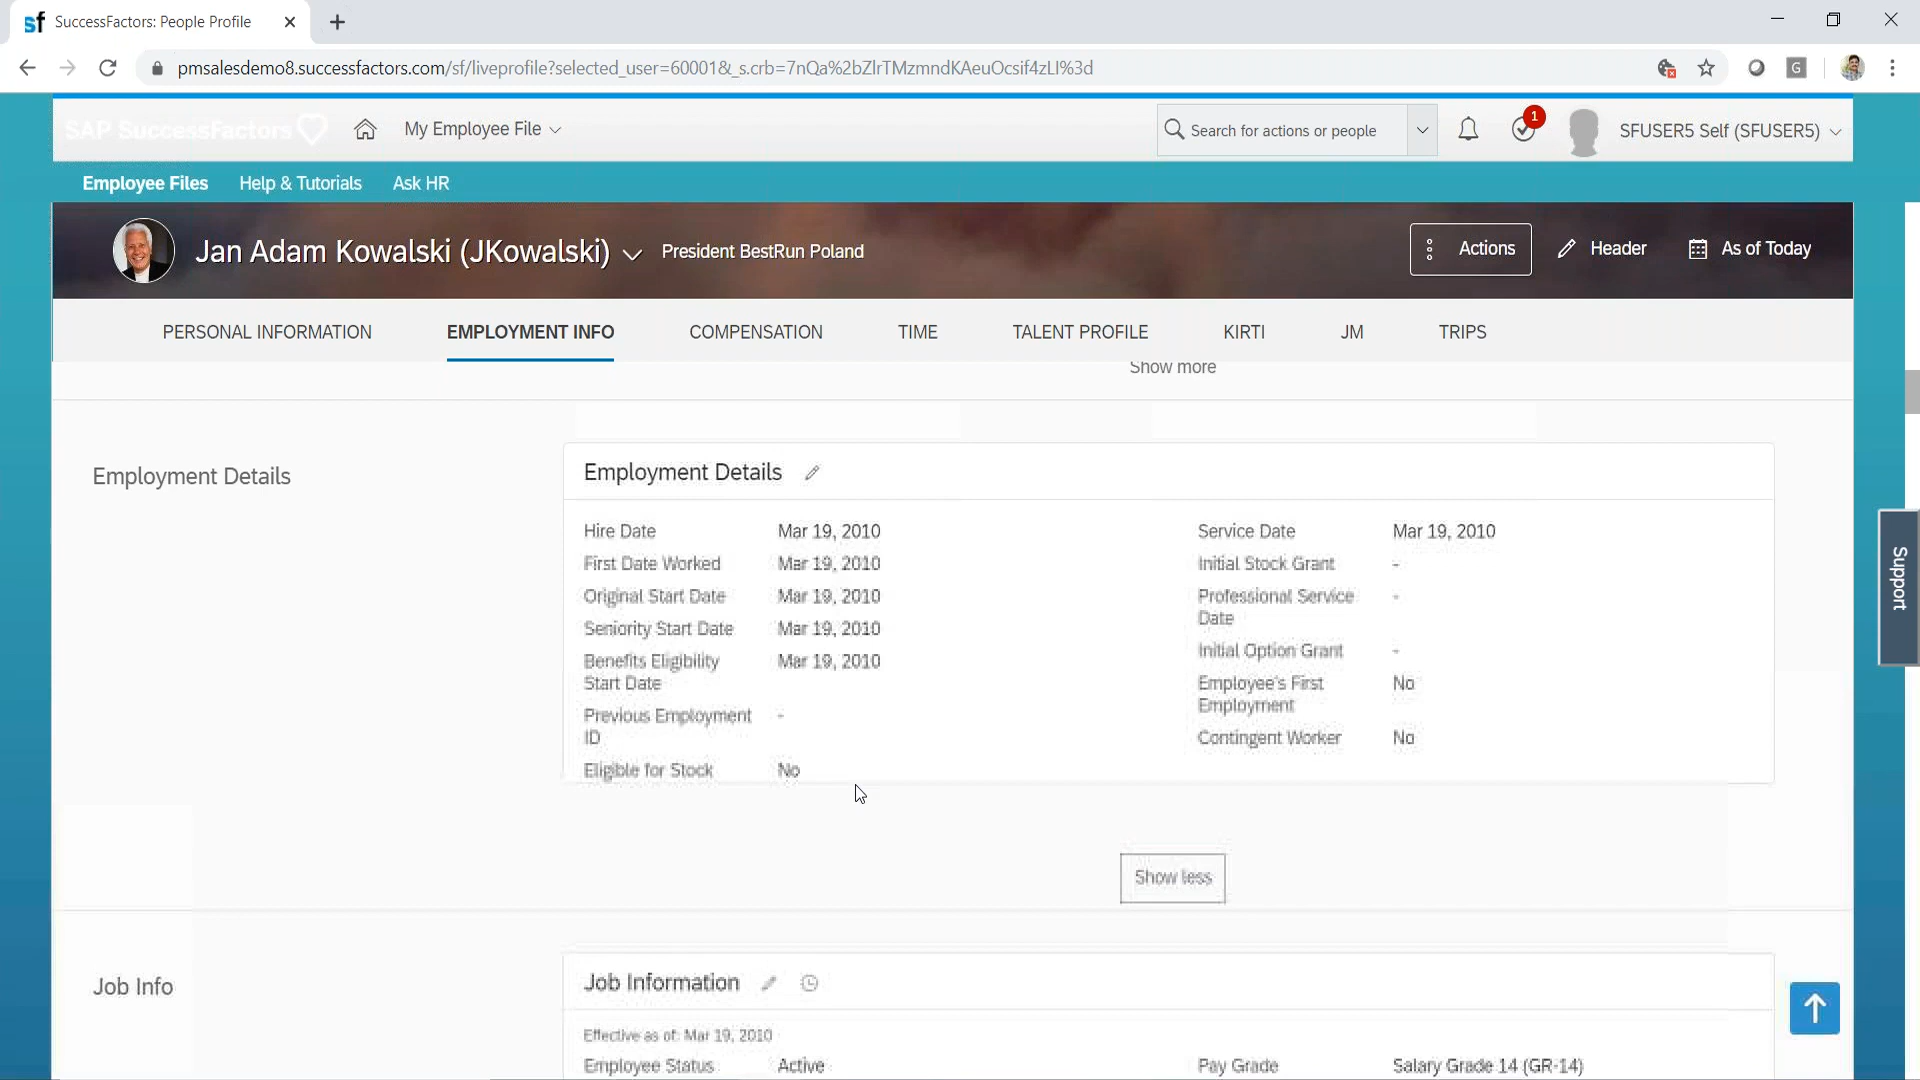 SuccessFactors: People Profile
pmsalesdemo8.successfactors.com/sf/liveprofile?selected_user=60001&_s.crb=7nQa%2bZlrTMzmndKAeuOcsif4zLI%3d
SAP SuccessFactors
My Employee File
Search for actions or people
1
SFUSER5 Self (SFUSER5)
Employee Files
Help & Tutorials
Ask HR
Jan Adam Kowalski (JKowalski)
President BestRun Poland
Actions
Header
As of Today
PERSONAL INFORMATION
EMPLOYMENT INFO
COMPENSATION
TIME
TALENT PROFILE
KIRTI
JM
TRIPS
Show more
Employment Details
Employment Details
Hire Date Mar 19, 2010
First Date Worked Mar 19, 2010
Original Start Date Mar 19, 2010
Seniority Start Date Mar 19, 2010
Benefits Eligibility Mar 19, 2010
Start Date
Previous Employment -
ID
Eligible for Stock No
Service Date Mar 19, 2010
Initial Stock Grant -
Professional Service -
Date
Initial Option Grant -
Employee's First No
Employment
Contingent Worker No
Show less
Support
Job Info
Job Information
Effective as of: Mar 19, 2010
Employee Status Active
Pay Grade Salary Grade 14 (GR-14)